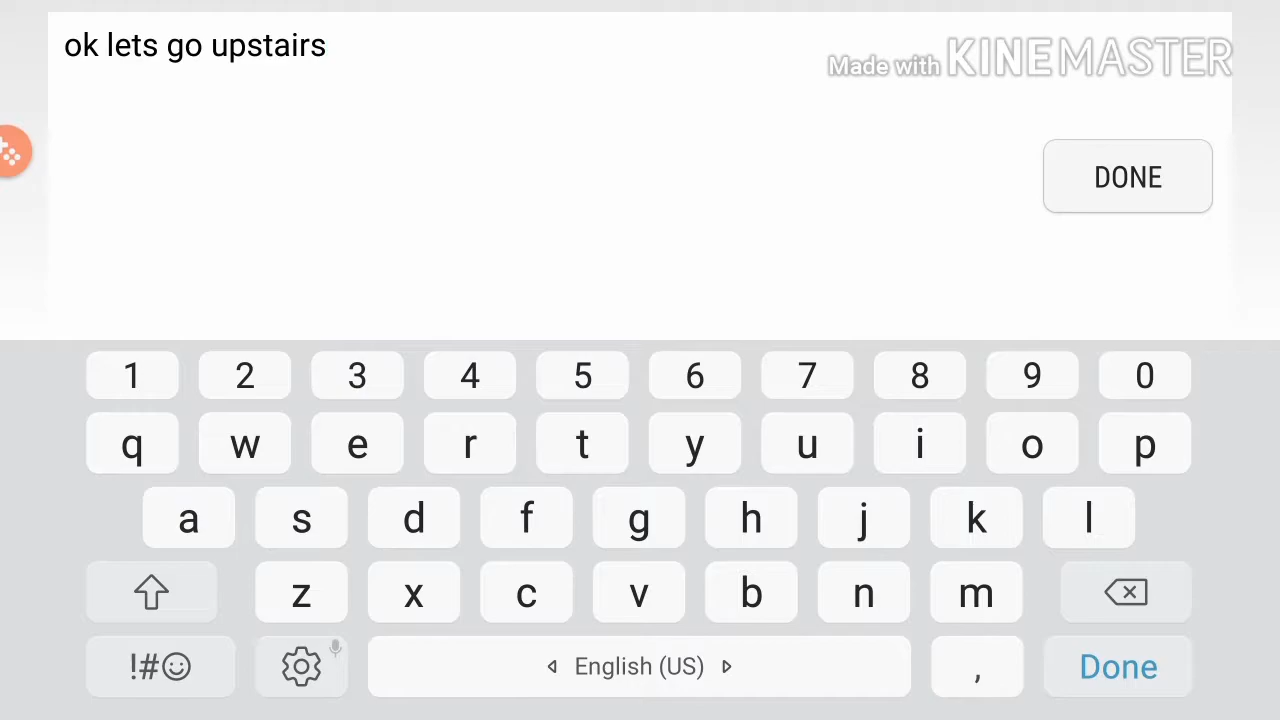 ok lets go upstairs
Made with KINEMASTER
DONE
1 2 3 4 5 6 7 8 9 0
q w e r t y u i o p
a s d f g h j k l
z x c v b n m
!#☺ English (US) , Done